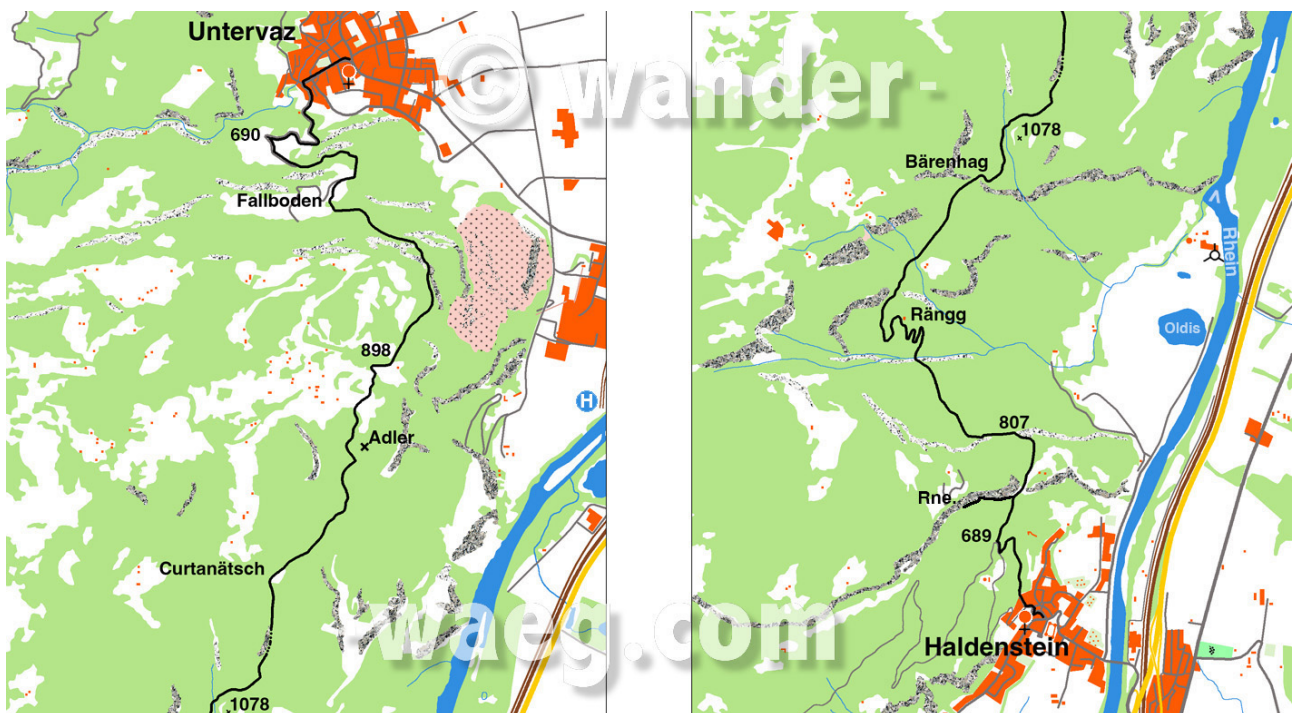 Untervaz
690
Fallboden
898
Adler
Curtanätsch
1078
© wander-
-waeg.com
H
1078
Bärenhag
Rhein
Rängg
Oldis
807
Rne.
689
Haldenstein